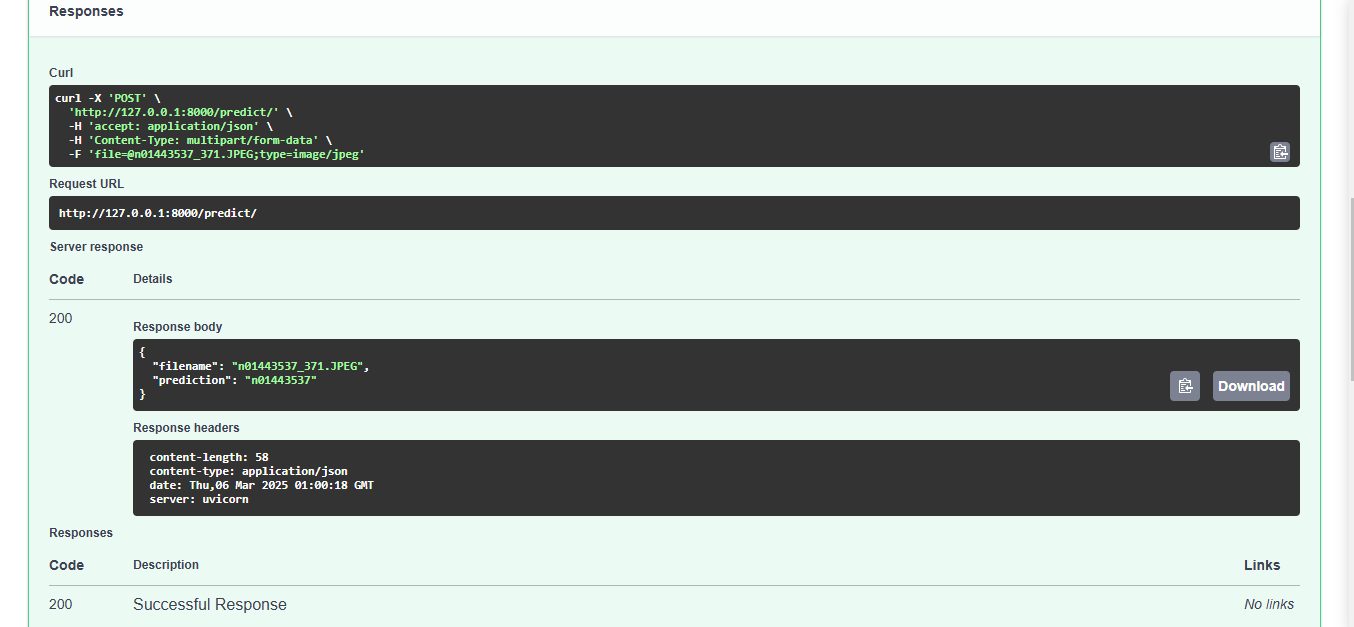 Responses
Curl
curl -X 'POST' \
  'http://127.0.0.1:8000/predict/' \
  -H 'accept: application/json' \
  -H 'Content-Type: multipart/form-data' \
  -F 'file=@n01443537_371.JPEG;type=image/jpeg'
Request URL
http://127.0.0.1:8000/predict/
Server response
Code Details
200
Response body
{
  "filename": "n01443537_371.JPEG",
  "prediction": "n01443537"
}
Download
Response headers
content-length: 58
content-type: application/json
date: Thu,06 Mar 2025 01:00:18 GMT
server: uvicorn
Responses
Code Description Links
200 Successful Response No links